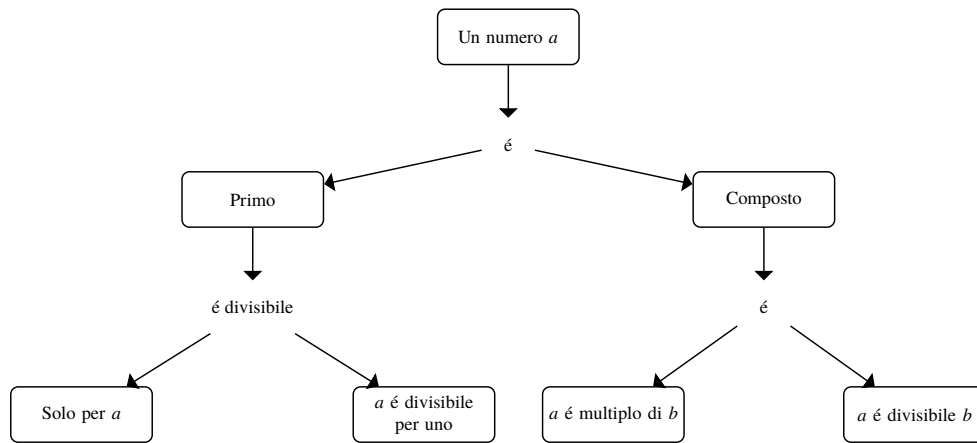 Un numero a
é
Primo
Composto
é divisibile
é
Solo per a
a é divisibile
per uno
a é multiplo di b
a é divisibile b